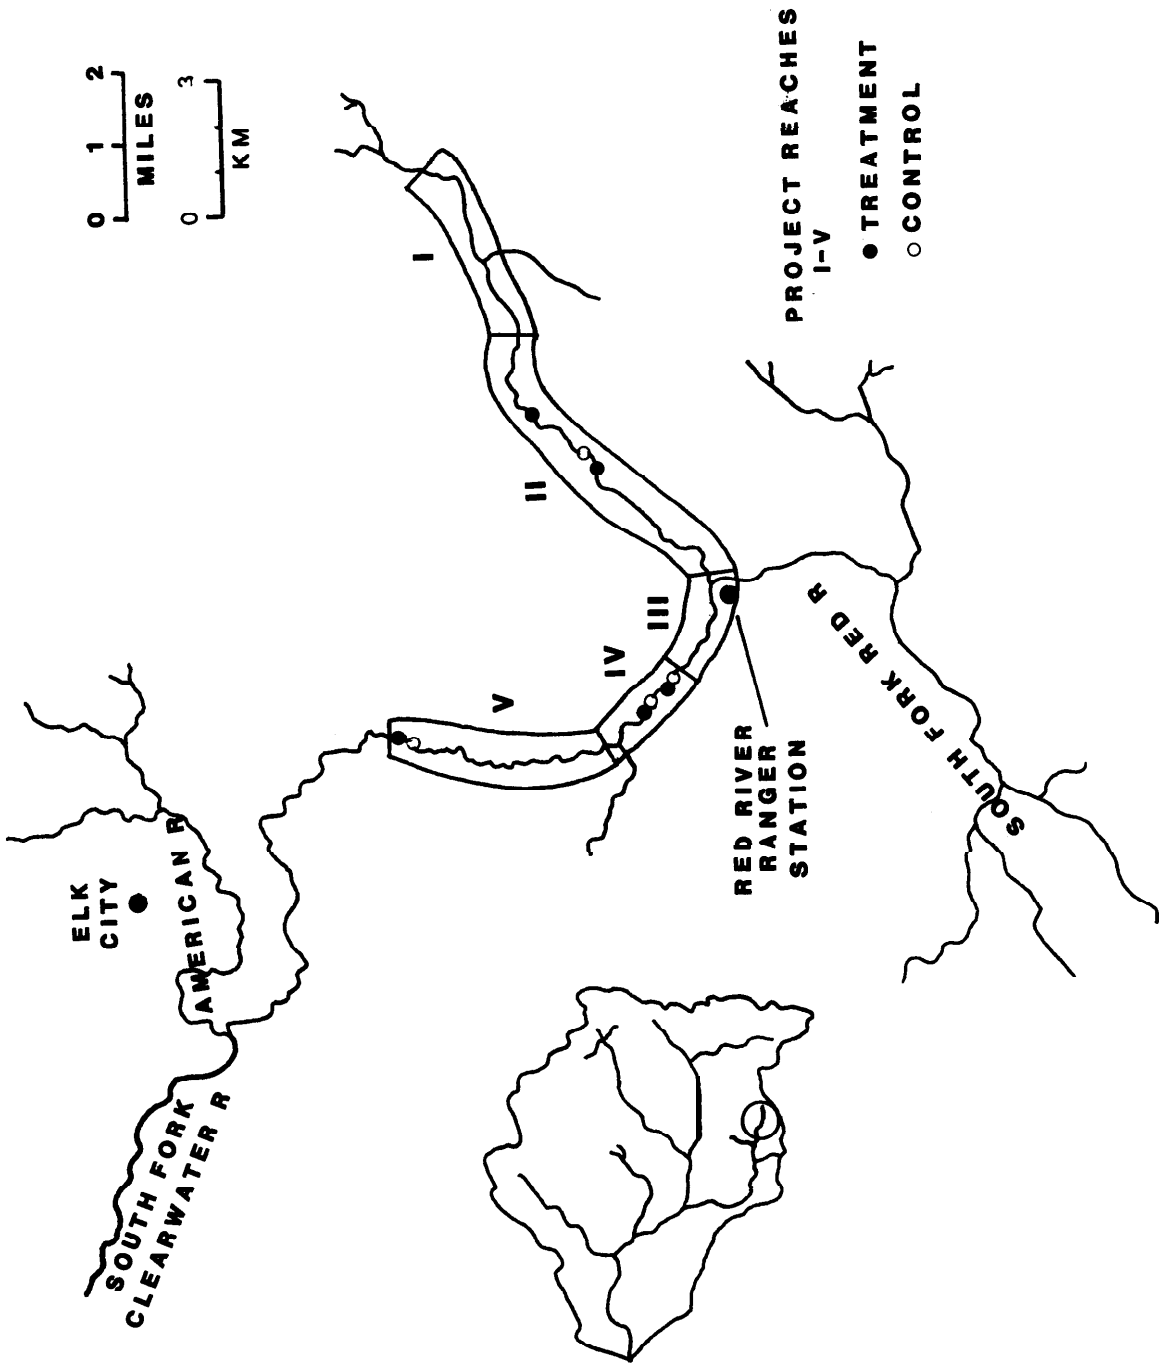 0 1 2
MILES
0 3
KM
I
II
III
IV
V
ELK
CITY
AMERICAN R
SOUTH FORK
CLEARWATER R
RED RIVER
RANGER
STATION
SOUTH FORK RED R
PROJECT REACHES
I-V
TREATMENT
CONTROL